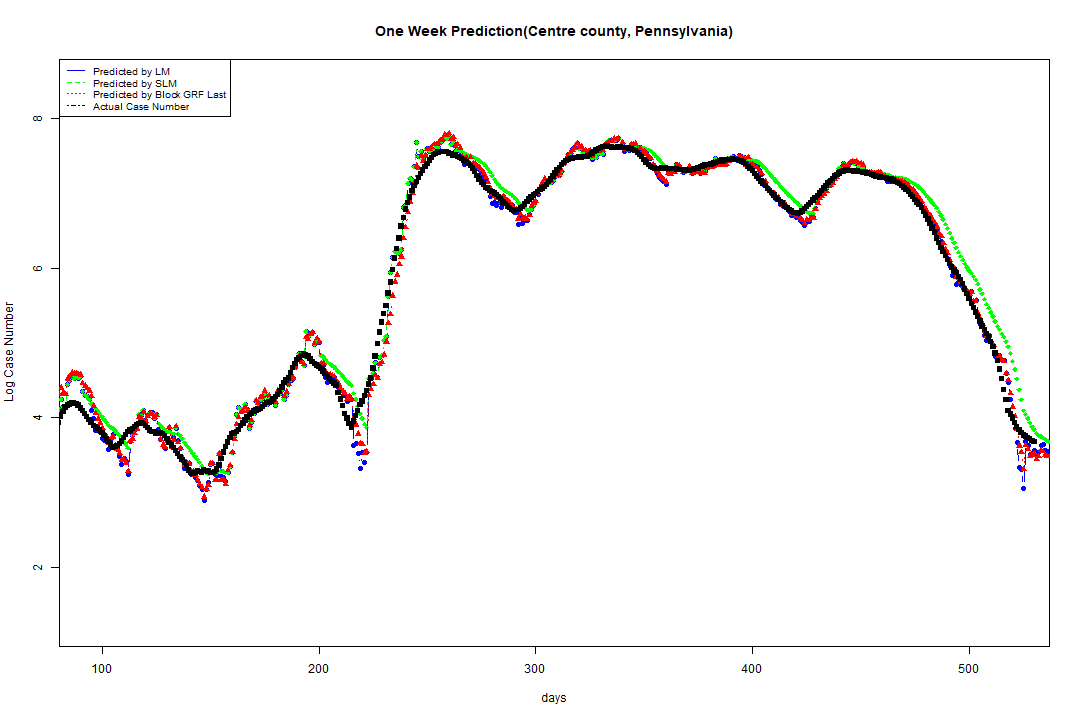 One Week Prediction(Centre county, Pennsylvania)
Predicted by LM
Predicted by SLM
Predicted by Block GRF Last
Actual Case Number
8
6
4
2
Log Case Number
100 200 300 400 500
days